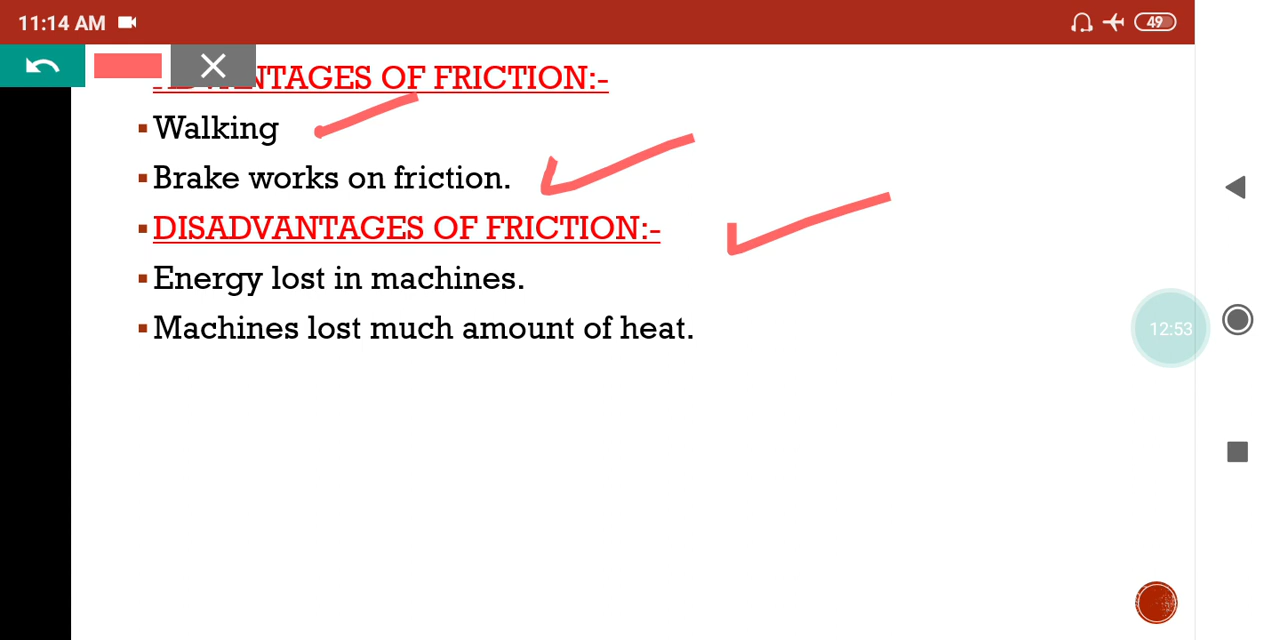 11:14 AM
49
ADVANTAGES OF FRICTION:-
Walking
Brake works on friction.
DISADVANTAGES OF FRICTION:-
Energy lost in machines.
12:53
Machines lost much amount of heat.